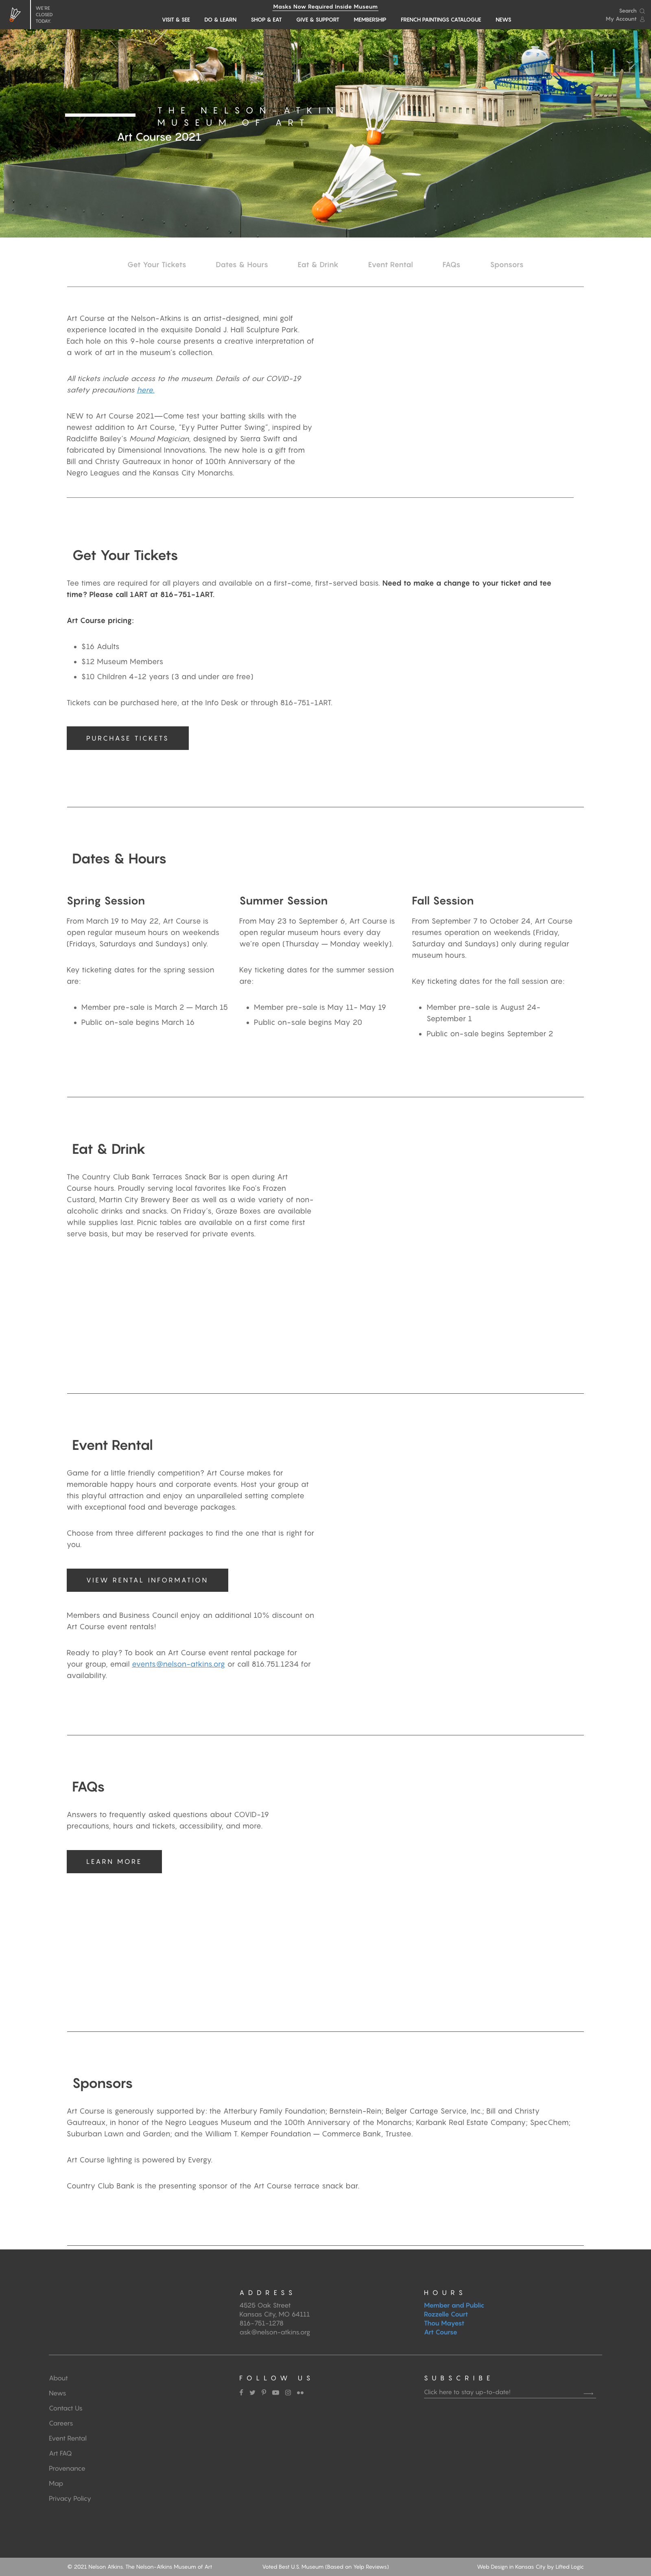 WE'RE
CLOSED
TODAY
Masks Now Required Inside Museum
VISIT & SEE
DO & LEARN
SHOP & EAT
GIVE & SUPPORT
MEMBERSHIP
FRENCH PAINTINGS CATALOGUE
NEWS
Search
My Account
THE NELSON-ATKINS
MUSEUM OF ART
Art Course 2021
Get Your Tickets
Dates & Hours
Eat & Drink
Event Rental
FAQs
Sponsors
Art Course at the Nelson-Atkins is an artist-designed, mini golf
experience located in the exquisite Donald J. Hall Sculpture Park.
Each hole on this 9-hole course presents a creative interpretation of
a work of art in the museum's collection.
All tickets include access to the museum. Details of our COVID-19
safety precautions here.
NEW to Art Course 2021—Come test your batting skills with the
newest addition to Art Course, "Eyy Putter Putter Swing", inspired by
Radcliffe Bailey's Mound Magician, designed by Sierra Swift and
fabricated by Dimensional Innovations. The new hole is a gift from
Bill and Christy Gautreaux in honor of 100th Anniversary of the
Negro Leagues and the Kansas City Monarchs.
Get Your Tickets
Tee times are required for all players and available on a first-come, first-served basis. Need to make a change to your ticket and tee
time? Please call 1ART at 816-751-1ART.
Art Course pricing:
• $16 Adults
• $12 Museum Members
• $10 Children 4-12 years (3 and under are free)
Tickets can be purchased here, at the Info Desk or through 816-751-1ART.
PURCHASE TICKETS
Dates & Hours
Spring Session
From March 19 to May 22, Art Course is
open regular museum hours on weekends
(Fridays, Saturdays and Sundays) only.
Key ticketing dates for the spring session
are:
• Member pre-sale is March 2 – March 15
• Public on-sale begins March 16
Summer Session
From May 23 to September 6, Art Course is
open regular museum hours every day
we're open (Thursday – Monday weekly).
Key ticketing dates for the summer session
are:
• Member pre-sale is May 11- May 19
• Public on-sale begins May 20
Fall Session
From September 7 to October 24, Art Course
resumes operation on weekends (Friday,
Saturday and Sundays) only during regular
museum hours.
Key ticketing dates for the fall session are:
• Member pre-sale is August 24-
September 1
• Public on-sale begins September 2
Eat & Drink
The Country Club Bank Terraces Snack Bar is open during Art
Course hours. Proudly serving local favorites like Foo's Frozen
Custard, Martin City Brewery Beer as well as a wide variety of non-
alcoholic drinks and snacks. On Friday's, Graze Boxes are available
while supplies last. Picnic tables are available on a first come first
serve basis, but may be reserved for private events.
Event Rental
Game for a little friendly competition? Art Course makes for
memorable happy hours and corporate events. Host your group at
this playful attraction and enjoy an unparalleled setting complete
with exceptional food and beverage packages.
Choose from three different packages to find the one that is right for
you.
VIEW RENTAL INFORMATION
Members and Business Council enjoy an additional 10% discount on
Art Course event rentals!
Ready to play? To book an Art Course event rental package for
your group, email events@nelson-atkins.org or call 816.751.1234 for
availability.
FAQs
Answers to frequently asked questions about COVID-19
precautions, hours and tickets, accessibility, and more.
LEARN MORE
Sponsors
Art Course is generously supported by: the Atterbury Family Foundation; Bernstein-Rein; Belger Cartage Service, Inc.; Bill and Christy
Gautreaux, in honor of the Negro Leagues Museum and the 100th Anniversary of the Monarchs; Karbank Real Estate Company; SpecChem;
Suburban Lawn and Garden; and the William T. Kemper Foundation – Commerce Bank, Trustee.
Art Course lighting is powered by Evergy.
Country Club Bank is the presenting sponsor of the Art Course terrace snack bar.
ADDRESS
4525 Oak Street
Kansas City, MO 64111
816-751-1278
ask@nelson-atkins.org
HOURS
Member and Public
Rozzelle Court
Thou Mayest
Art Course
About
News
Contact Us
Careers
Event Rental
Art FAQ
Provenance
Map
Privacy Policy
FOLLOW US
SUBSCRIBE
Click here to stay up-to-date!
© 2021 Nelson Atkins. The Nelson-Atkins Museum of Art
Voted Best U.S. Museum (Based on Yelp Reviews)
Web Design in Kansas City by Lifted Logic